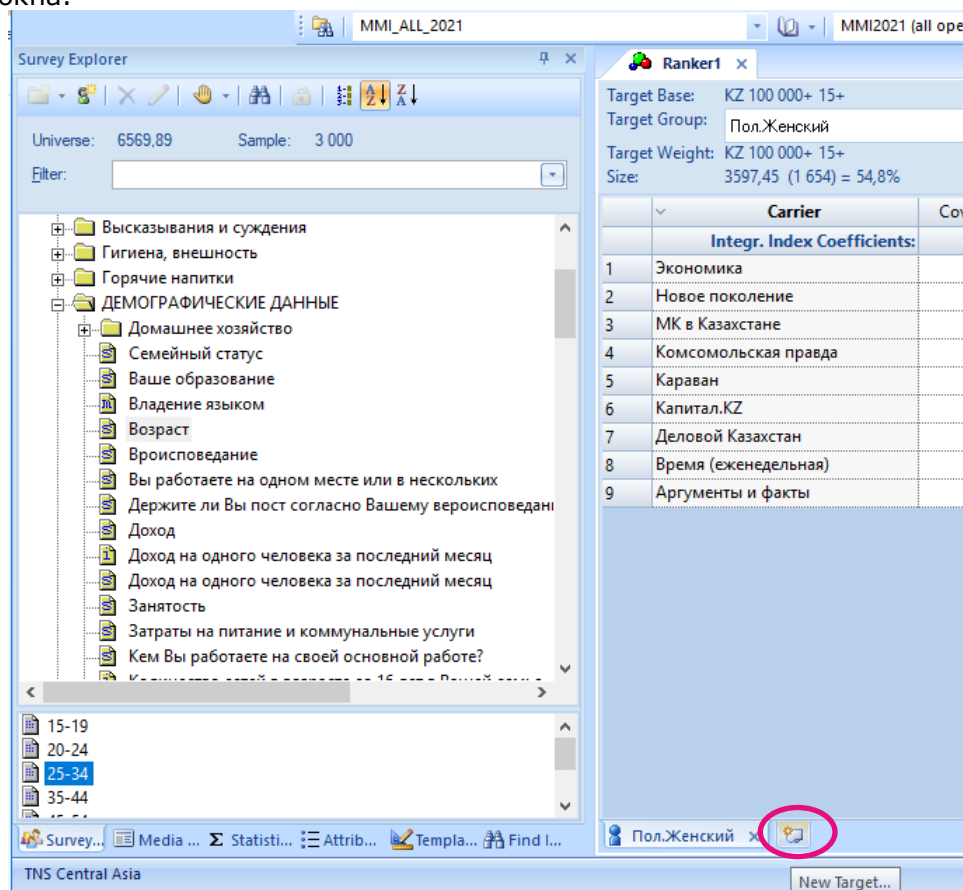 окна:
MMI_ALL_2021
MMI2021 (all ope
Survey Explorer
Universe: 6569,89 Sample: 3 000
Filter:
Высказывания и суждения
Гигиена, внешность
Горячие напитки
ДЕМОГРАФИЧЕСКИЕ ДАННЫЕ
Домашнее хозяйство
Семейный статус
Ваше образование
Владение языком
Возраст
Вроисповедание
Вы работаете на одном месте или в нескольких
Держите ли Вы пост согласно Вашему вероисповедан
Доход
Доход на одного человека за последний месяц
Доход на одного человека за последний месяц
Занятость
Затраты на питание и коммунальные услуги
Кем Вы работаете на своей основной работе?
15-19
20-24
25-34
35-44
Survey... Media ... Σ Statisti... Attrib... Templa... Find I...
TNS Central Asia
Ranker1
Target Base: KZ 100 000+ 15+
Target Group: Пол.Женский
Target Weight: KZ 100 000+ 15+
Size: 3597,45 (1 654) = 54,8%
Carrier Cov
Integr. Index Coefficients:
1 Экономика
2 Новое поколение
3 МК в Казахстане
4 Комсомольская правда
5 Караван
6 Капитал.KZ
7 Деловой Казахстан
8 Время (еженедельная)
9 Аргументы и факты
Пол.Женский
New Target...